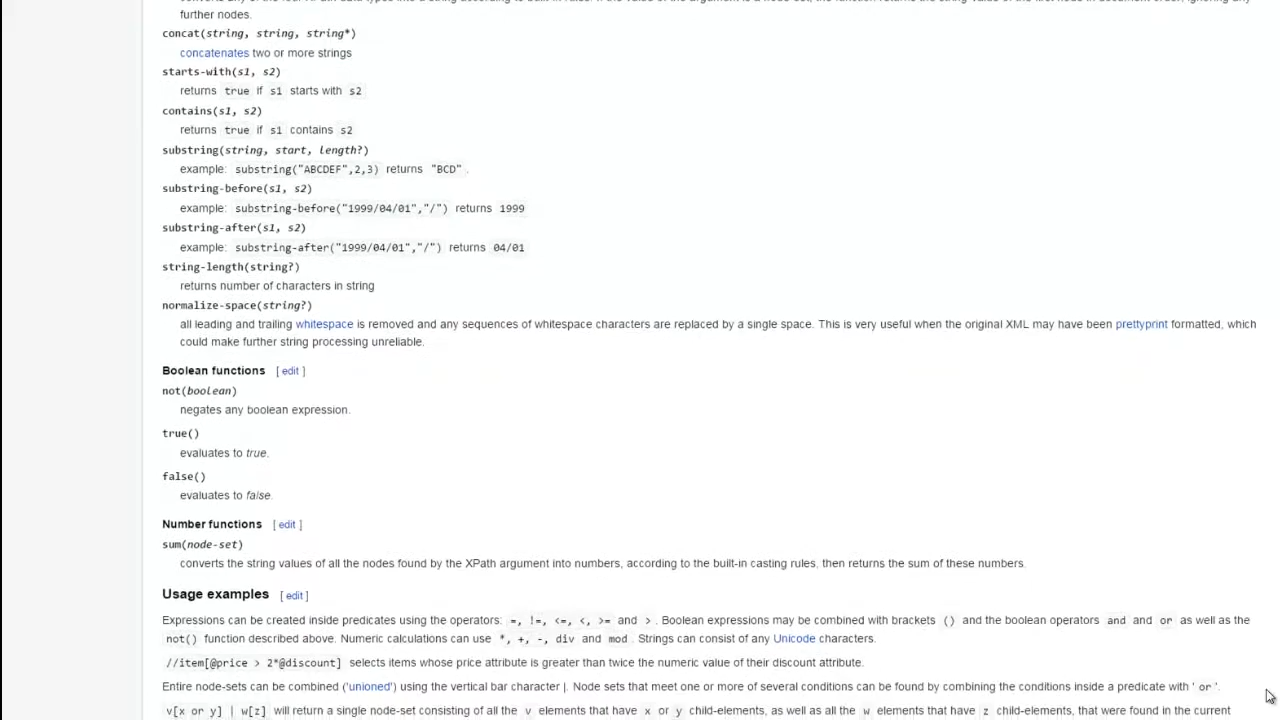 further nodes.
concat(string, string, string*)
concatenates two or more strings
starts-with(s1, s2)
returns true if s1 starts with s2
contains(s1, s2)
returns true if s1 contains s2
substring(string, start, length?)
example: substring("ABCDEF",2,3) returns "BCD".
substring-before(s1, s2)
example: substring-before("1999/04/01","/") returns 1999
substring-after(s1, s2)
example: substring-after("1999/04/01","/") returns 04/01
string-length(string?)
returns number of characters in string
normalize-space(string?)
all leading and trailing whitespace is removed and any sequences of whitespace characters are replaced by a single space. This is very useful when the original XML may have been prettyprint formatted, which
could make further string processing unreliable.
Boolean functions [ edit ]
not(boolean)
negates any boolean expression.
true()
evaluates to true.
false()
evaluates to false.
Number functions [ edit ]
sum(node-set)
converts the string values of all the nodes found by the XPath argument into numbers, according to the built-in casting rules, then returns the sum of these numbers.
Usage examples [ edit ]
Expressions can be created inside predicates using the operators: =, !=, <=, <, >= and >. Boolean expressions may be combined with brackets () and the boolean operators and and or as well as the
not() function described above. Numeric calculations can use *, +, -, div and mod. Strings can consist of any Unicode characters.
//item[@price > 2*@discount] selects items whose price attribute is greater than twice the numeric value of their discount attribute.
Entire node-sets can be combined ('unioned') using the vertical bar character |. Node sets that meet one or more of several conditions can be found by combining the conditions inside a predicate with ' or '.
v[x or y] | w[z] will return a single node-set consisting of all the v elements that have x or y child-elements, as well as all the w elements that have z child-elements, that were found in the current